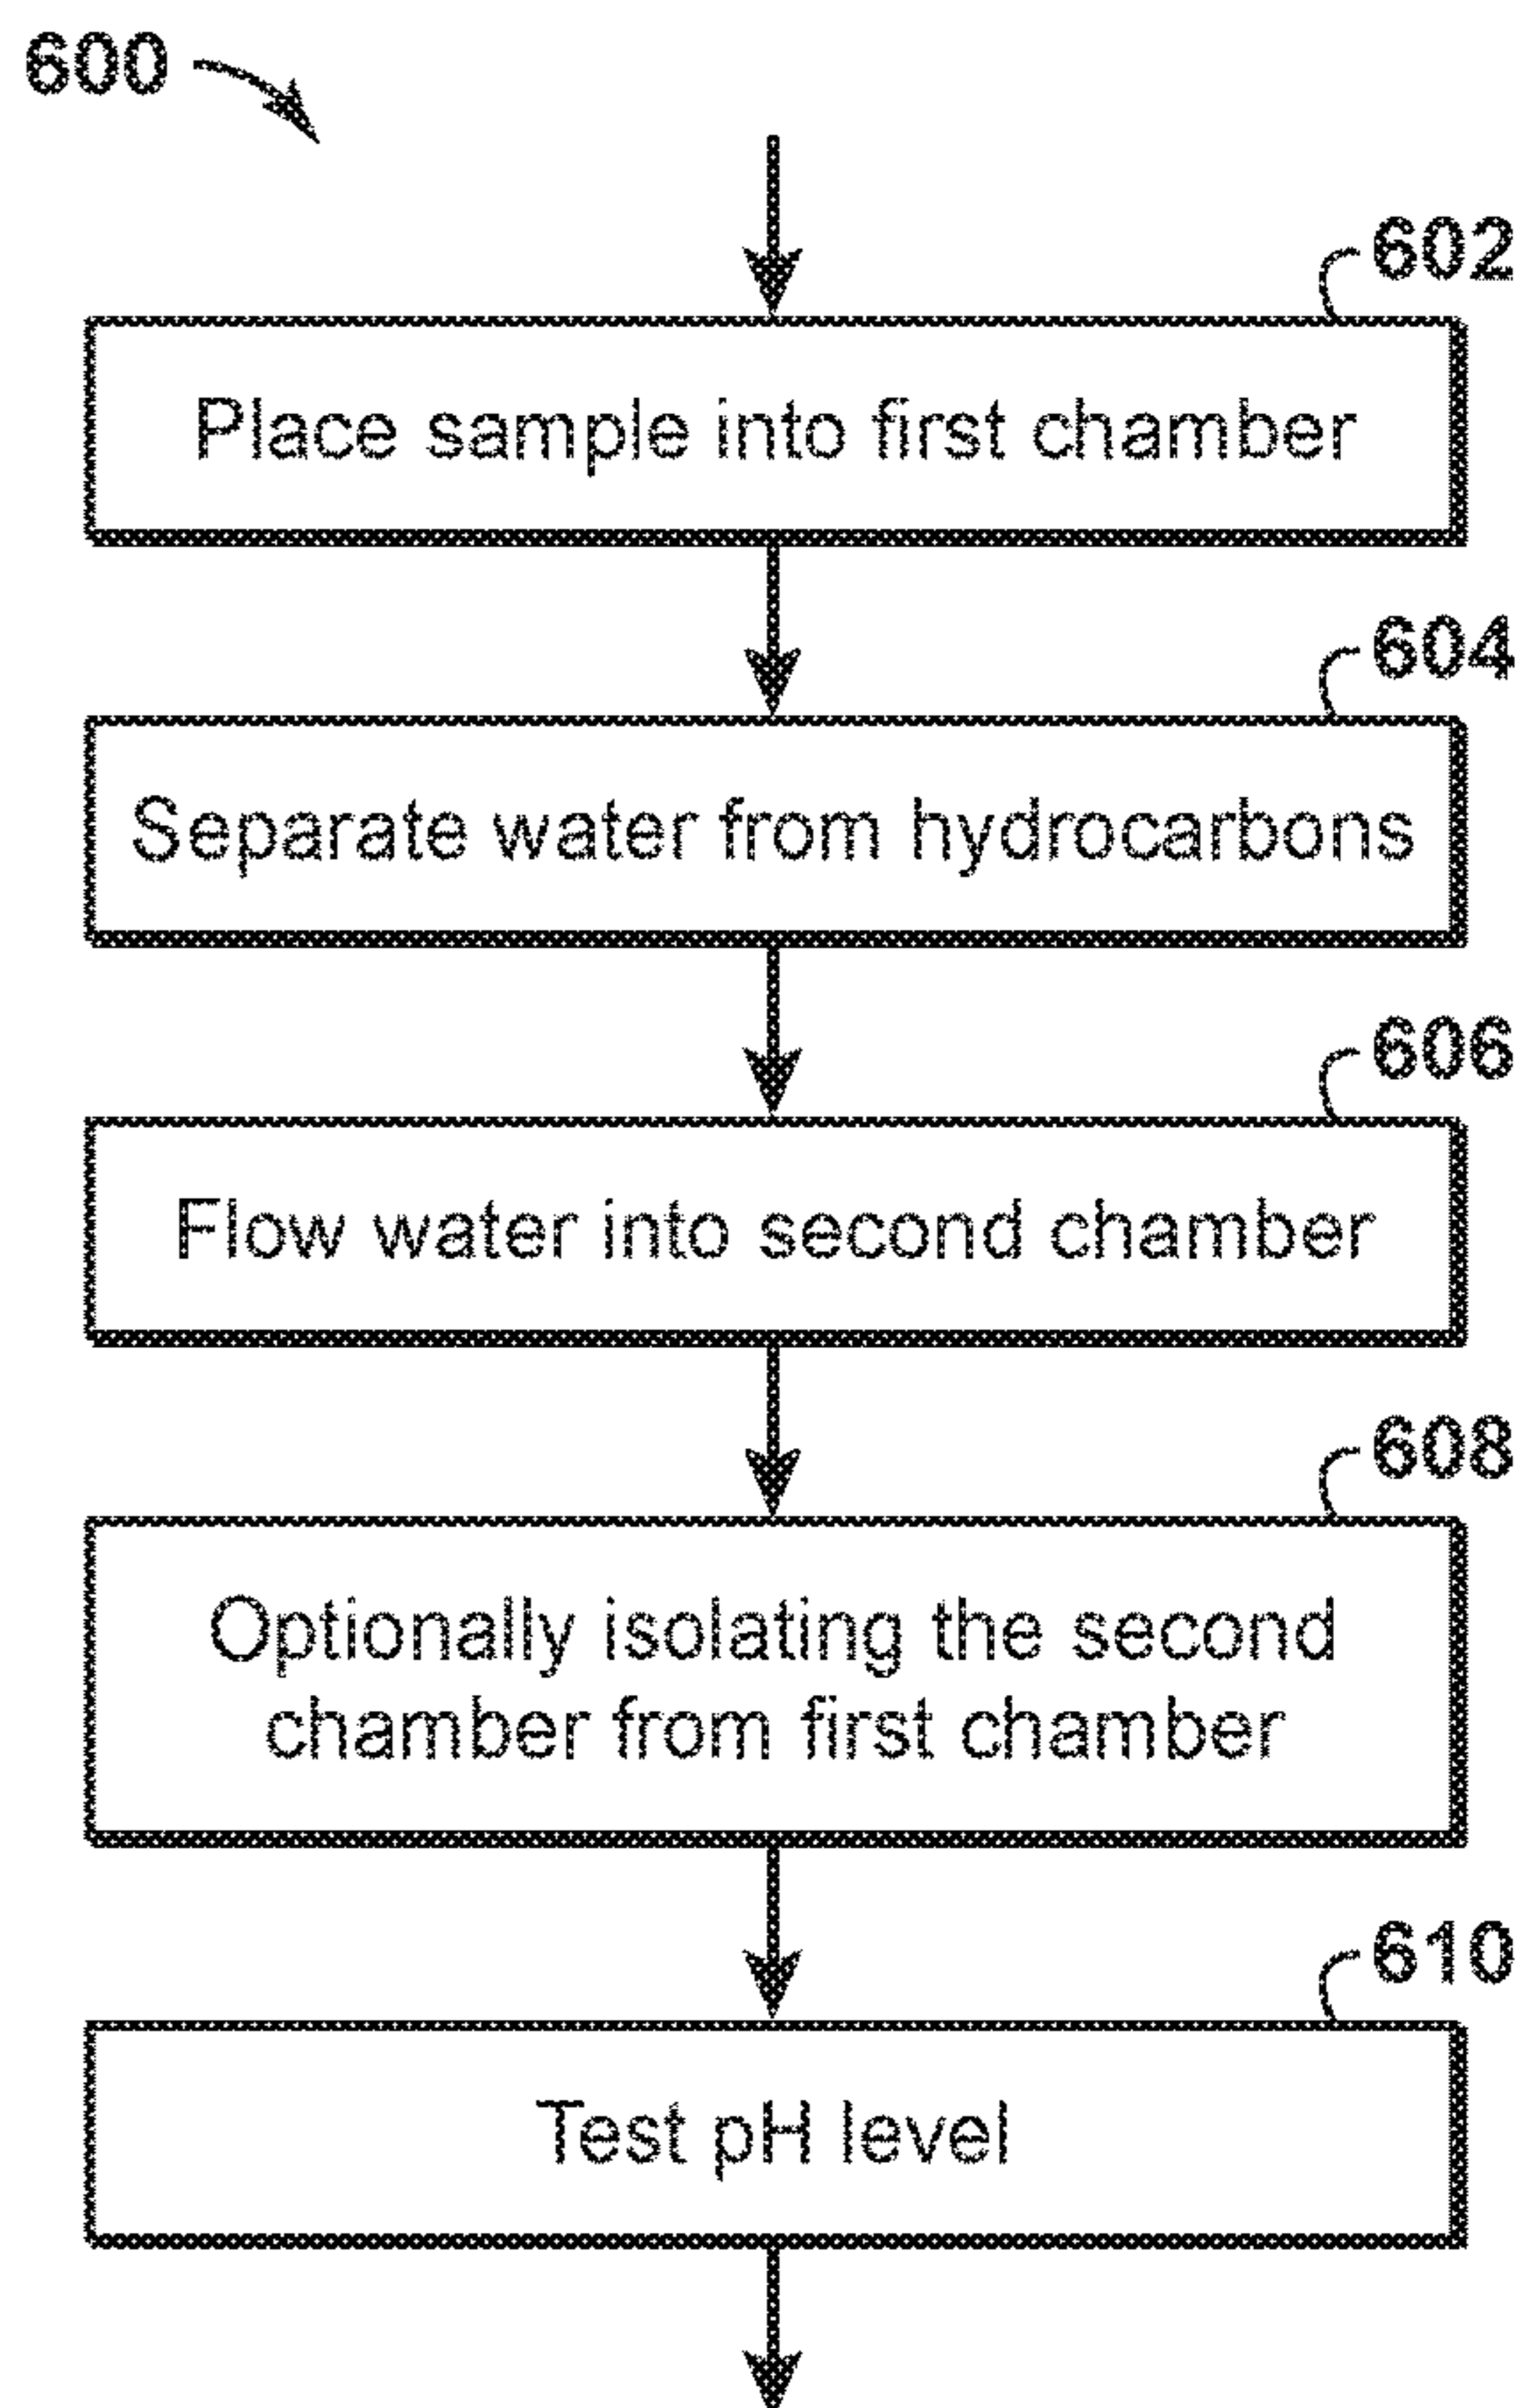 600
602
Place sample into first chamber
604
Separate water from hydrocarbons
606
Flow water into second chamber
608
Optionally isolating the second
chamber from first chamber
610
Test pH level